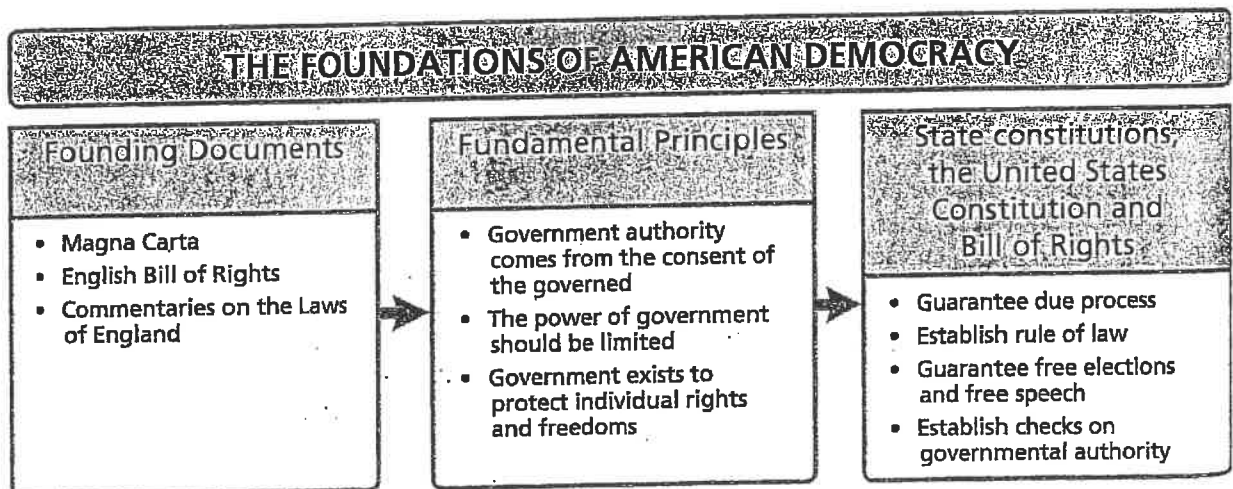 THE FOUNDATIONS OF AMERICAN DEMOCRACY
Founding Documents
• Magna Carta
• English Bill of Rights
• Commentaries on the Laws
of England
Fundamental Principles
• Government authority
comes from the consent of
the governed
• The power of government
should be limited
• Government exists to
protect individual rights
and freedoms
State constitutions,
the United States
Constitution and
Bill of Rights
• Guarantee due process
• Establish rule of law
• Guarantee free elections
and free speech
• Establish checks on
governmental authority